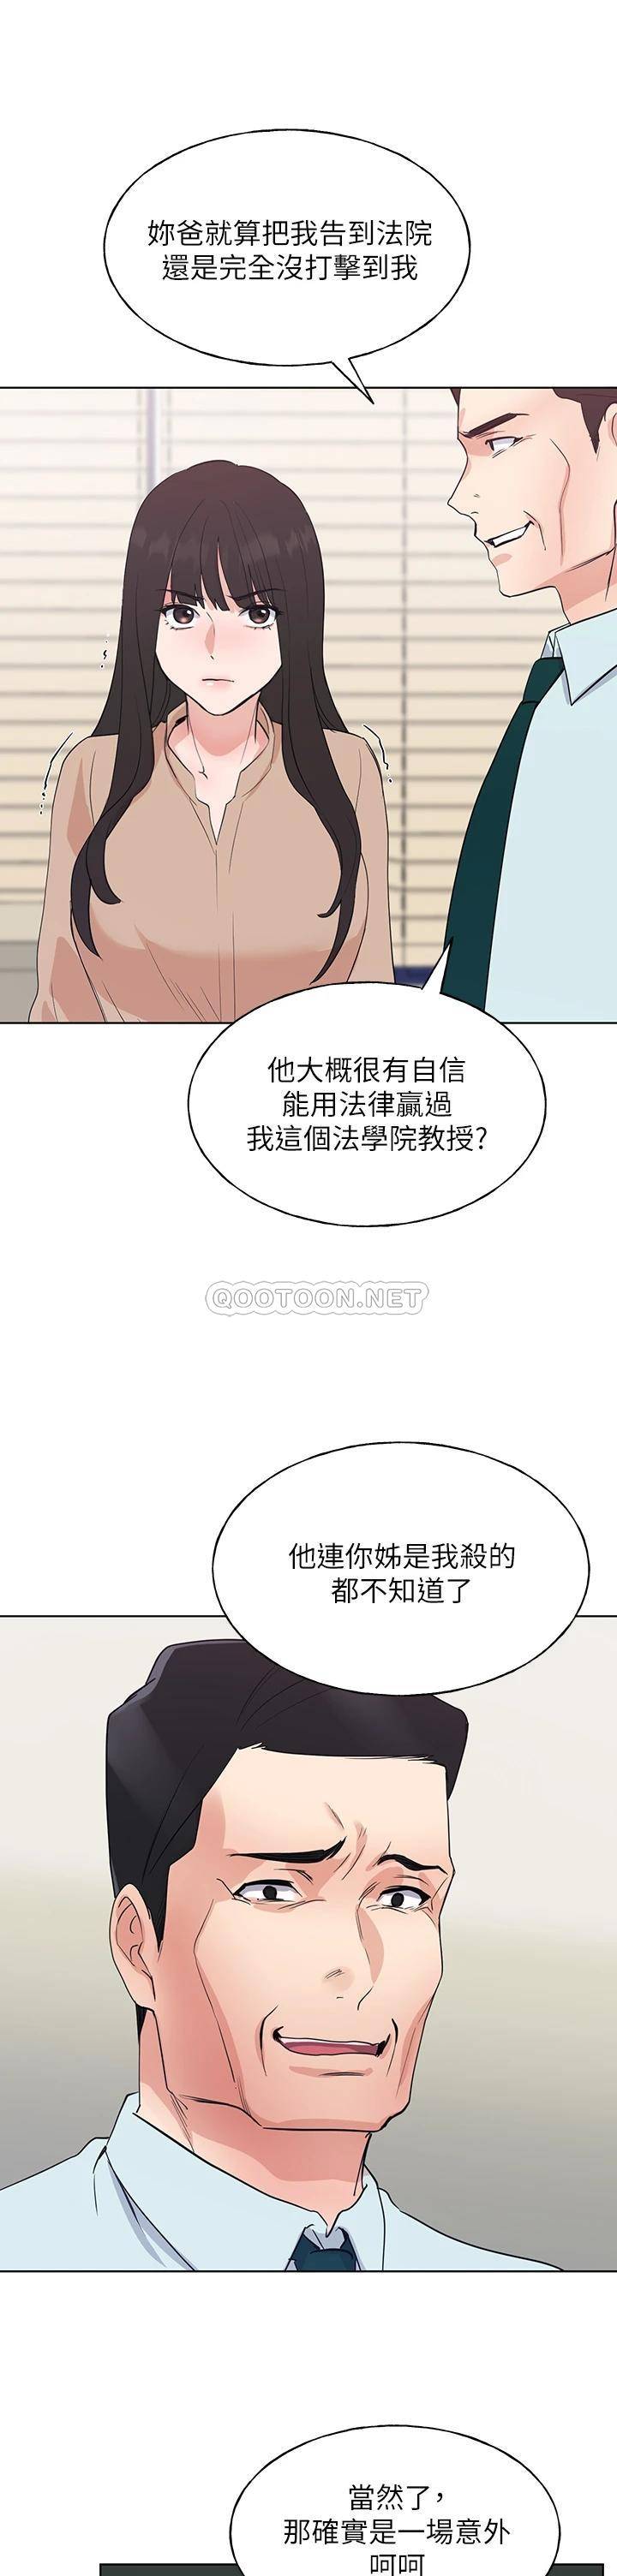 妳爸就算把我告到法院
還是完全沒打擊到我
他大概很有自信
能用法律贏過
我這個法學院教授?
QOOTOON.NET
他連你姊是我殺的
都不知道了
當然了,
那確實是一場意外
呵呵